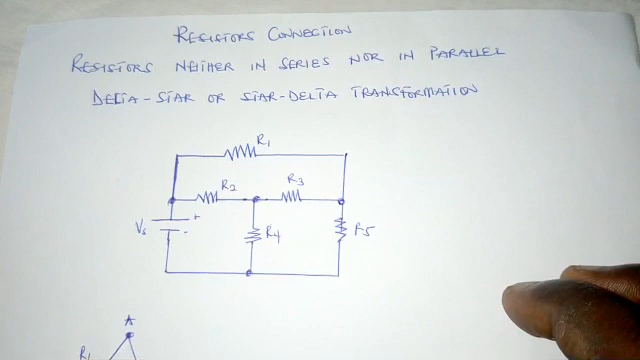 RESISTORS CONNECTION
RESISTORS NEITHER IN SERIES NOR IN PARALLEL
DELTA-STAR OR STAR-DELTA TRANSFORMATION
R1
R2
R3
Vs
+
-
R4
R5
A
R1